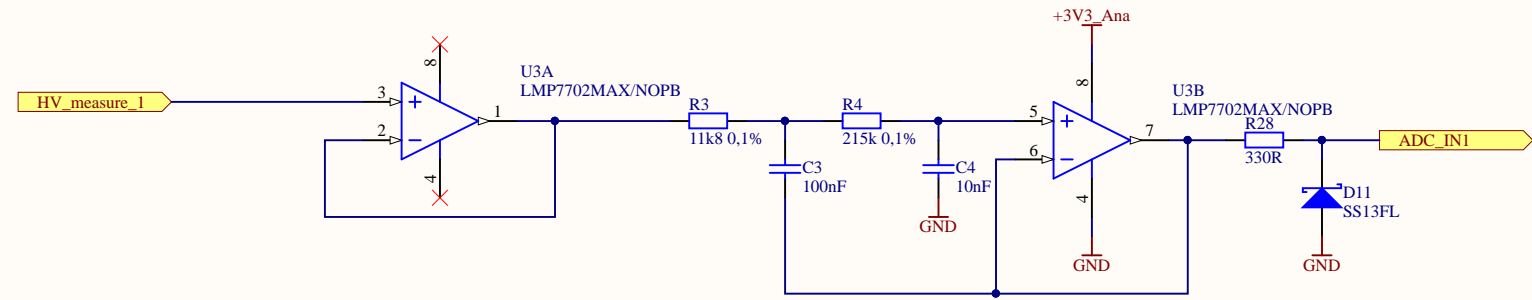 +3V3_Ana
HV_measure_1
3
2
8
4
1
U3A
LMP7702MAX/NOPB
R3
11k8 0,1%
C3
100nF
R4
215k 0,1%
C4
10nF
GND
5
6
8
4
7
GND
U3B
LMP7702MAX/NOPB
R28
330R
ADC_IN1
D11
SS13FL
GND